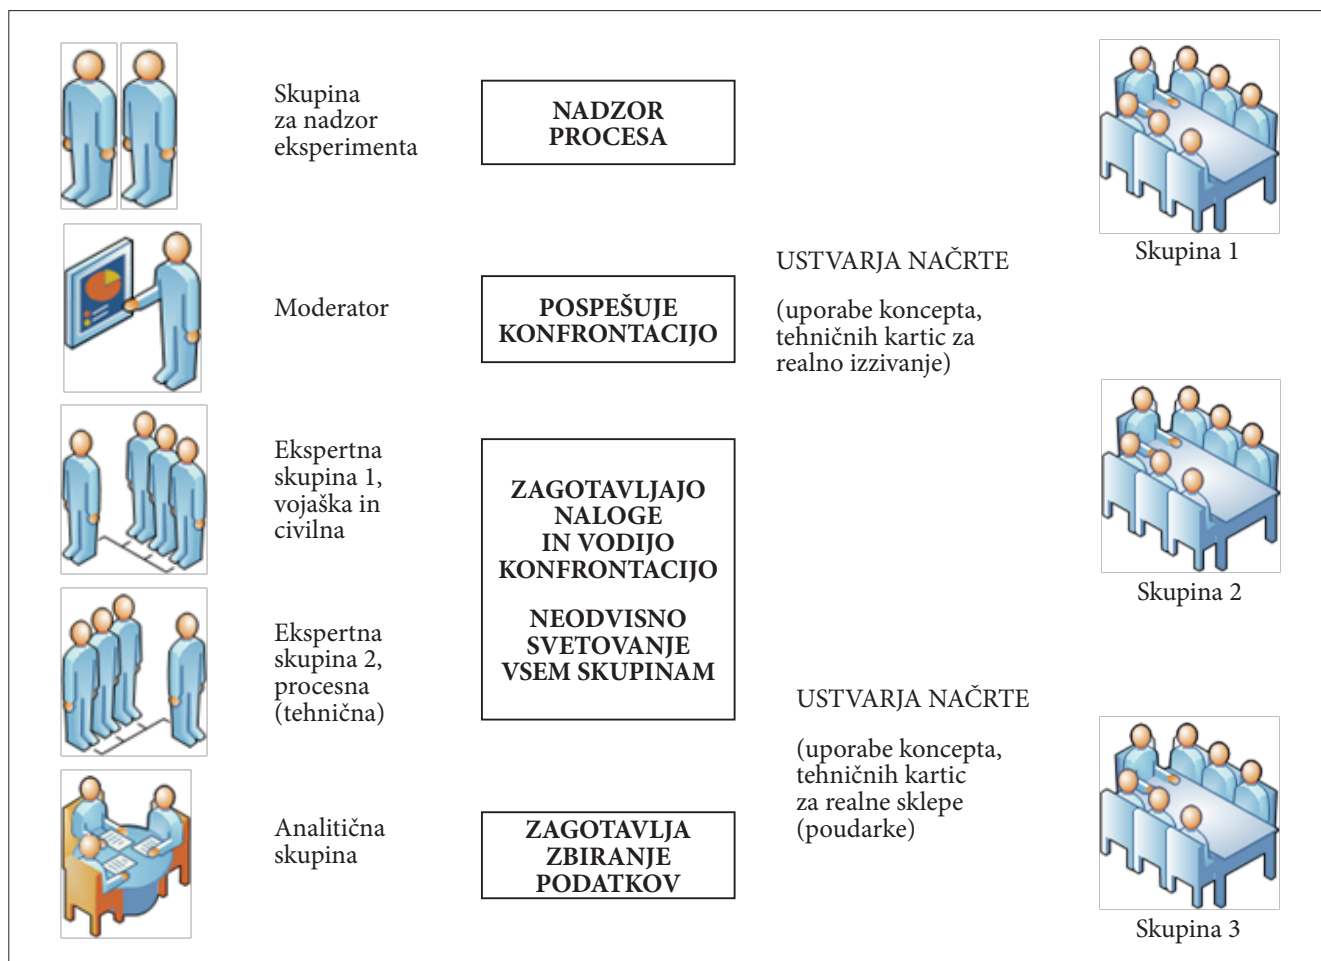 Skupina
za nadzor
eksperimenta
NADZOR
PROCESA
Skupina 1
Moderator
POSPEŠUJE
KONFRONTACIJO
USTVARJA NAČRTE
(uporabe koncepta,
tehničnih kartic za
realno izzivanje)
Ekspertna
skupina 1,
vojaška in
civilna
ZAGOTAVLJAJO
NALOGE
IN VODIJO
KONFRONTACIJO
NEODVISNO
SVETOVANJE
VSEM SKUPINAM
Skupina 2
Ekspertna
skupina 2,
procesna
(tehnična)
USTVARJA NAČRTE
(uporabe koncepta,
tehničnih kartic
za realne sklepe
(poudarke)
Analitična
skupina
ZAGOTAVLJA
ZBIRANJE
PODATKOV
Skupina 3